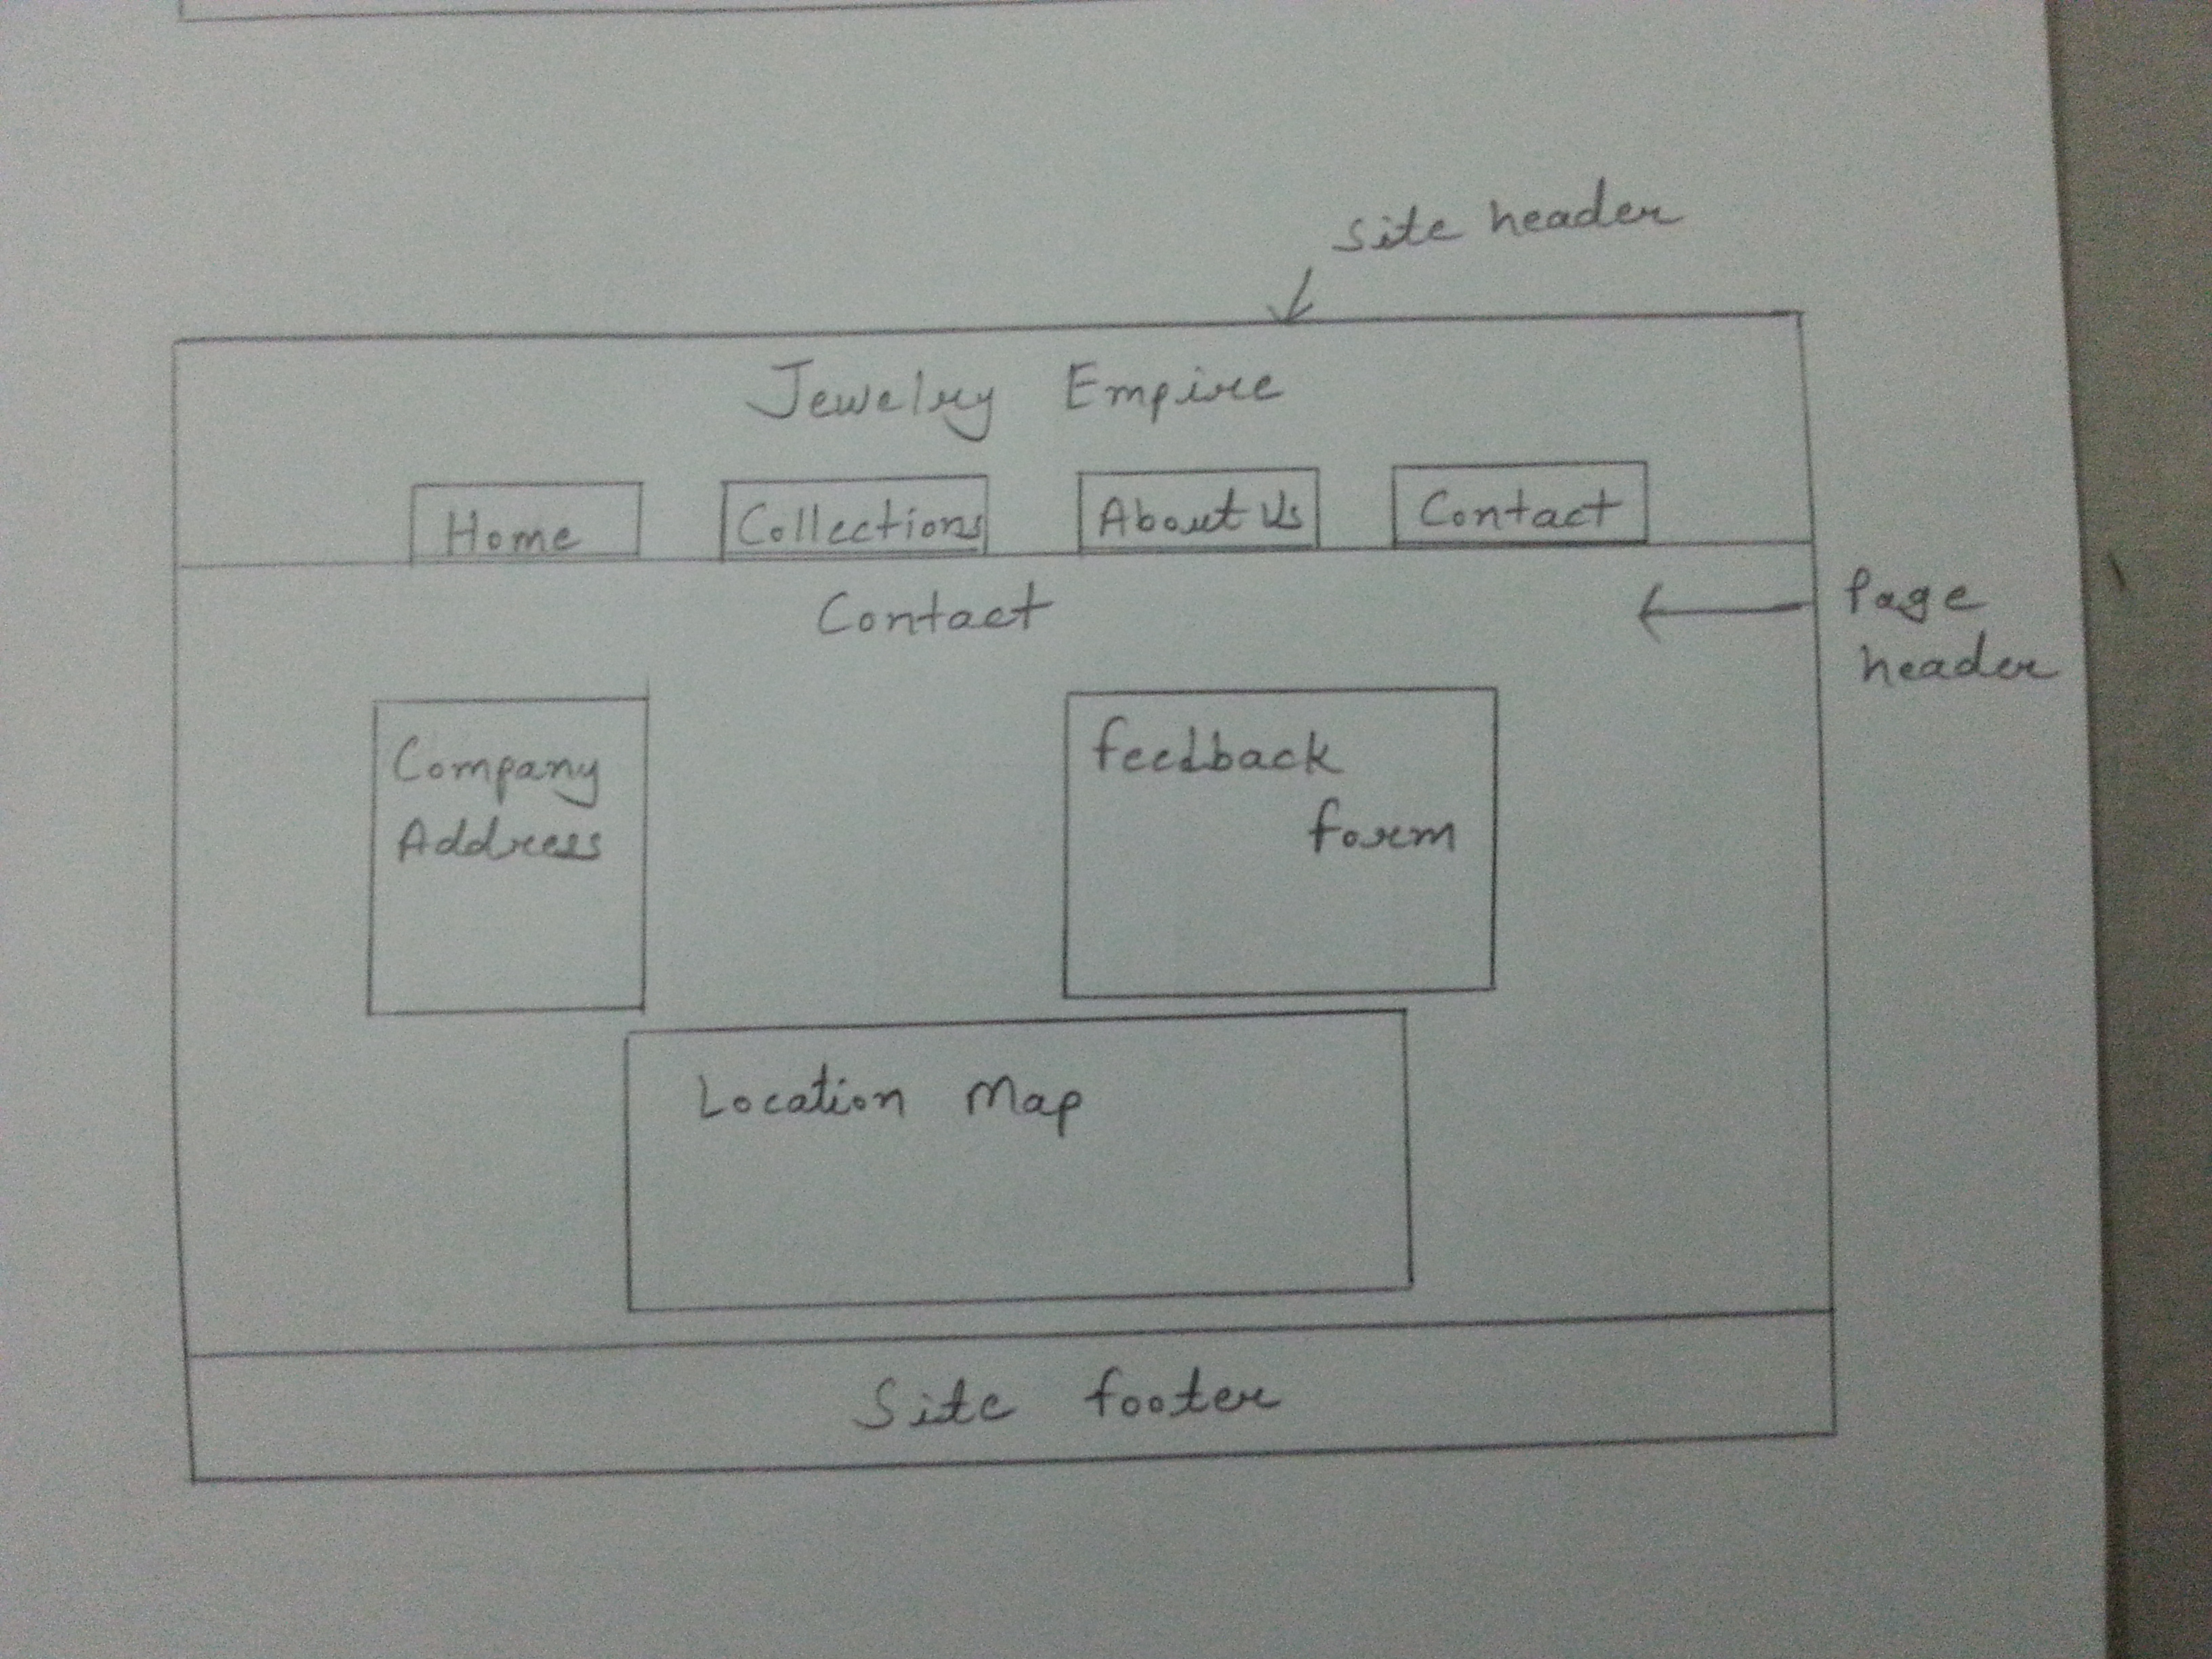 site header
Jewelry Empire
Home Collections About Us Contact
Contact
Page
header
Company
Address
feedback
form
Location Map
Site footer